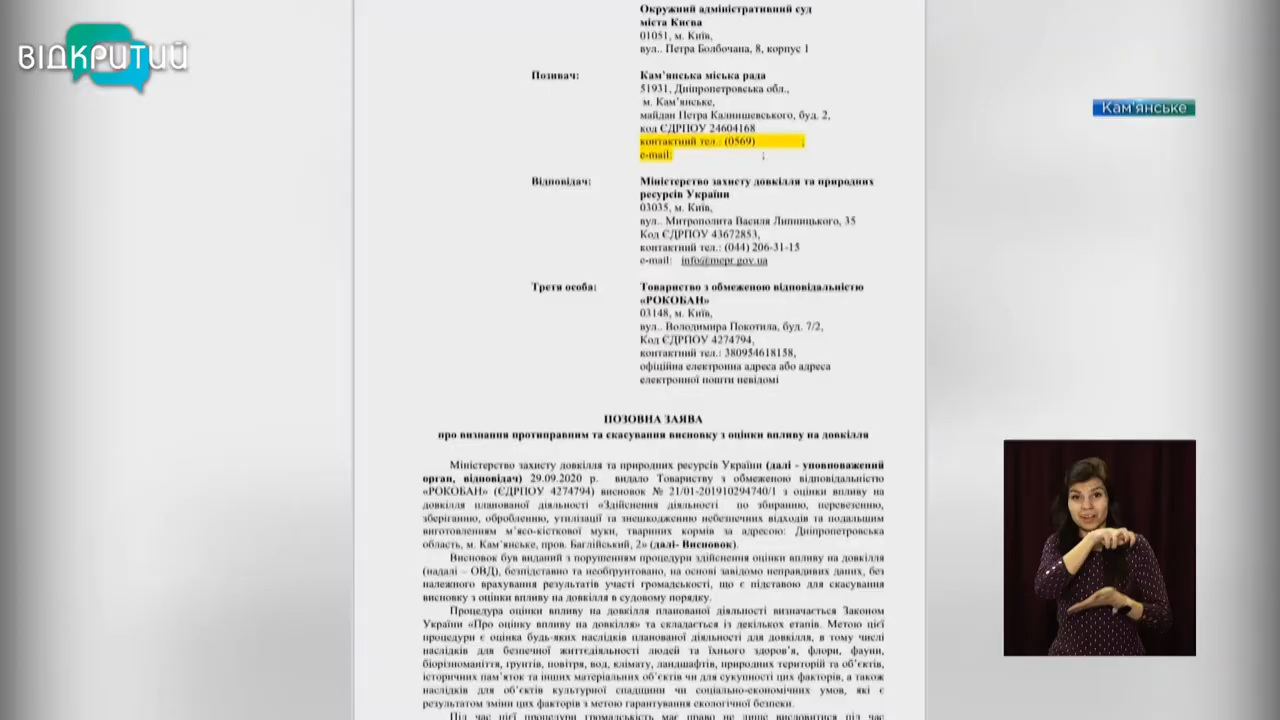 ВІДКРИТИЙ
Кам'янське
Окружний адміністративний суд
міста Києва
01051, м. Київ,
вул.. Петра Болбочана, 8, корпус 1
Позивач:
Кам’янська міська рада
51931, Дніпропетровська обл.,
м. Кам’янське,
майдан Петра Калнишевського, буд. 2,
код ЄДРПОУ 24604168
контактний тел.: (0569) ;
e-mail: ;
Відповідач:
Міністерство захисту довкілля та природних
ресурсів України
03035, м. Київ,
вул.. Митрополита Василя Липницького, 35
Код ЄДРПОУ 43672853,
контактний тел.: (044) 206-31-15
e-mail: info@mepr.gov.ua
Третя особа:
Товариство з обмеженою відповідальністю
«РОКОБАН»
03148, м. Київ,
вул.. Володимира Покотила, буд. 7/2,
Код ЄДРПОУ 4274794,
контактний тел.: 380954618158,
офіційна електронна адреса або адреса
електронної пошти невідомі
ПОЗОВНА ЗАЯВА
про визнання протиправним та скасування висновку з оцінки впливу на довкілля
Міністерство захисту довкілля та природних ресурсів України (далі - уповноважений
орган, відповідач) 29.09.2020 р. видало Товариству з обмеженою відповідальністю
«РОКОБАН» (ЄДРПОУ 4274794) висновок № 21/01-201910294740/1 з оцінки впливу на
довкілля планованої діяльності «Здійснення діяльності по збиранню, перевезенню,
зберіганню, обробленню, утилізації та знешкодженню небезпечних відходів та подальшим
виготовленням м’ясо-кісткової муки, тваринних кормів за адресою: Дніпропетровська
область, м. Кам’янське, пров. Баглійський, 2» (далі- Висновок).
Висновок був виданий з порушенням процедури здійснення оцінки впливу на довкілля
(надалі – ОВД), безпідставно та необґрунтовано, на основі завідомо неправдивих даних, без
належного врахування результатів участі громадськості, що є підставою для скасування
висновку з оцінки впливу на довкілля в судовому порядку.
Процедура оцінки впливу на довкілля планованої діяльності визначається Законом
України «Про оцінку впливу на довкілля» та складається із декількох етапів. Метою цієї
процедури є оцінка будь-яких наслідків планованої діяльності для довкілля, в тому числі
наслідків для безпечної життєдіяльності людей та їхнього здоров’я, флори, фауни,
біорізноманіття, ґрунтів, повітря, вод, клімату, ландшафтів, природних територій та об’єктів,
історичних пам’яток та інших матеріальних об’єктів чи для сукупності цих факторів, а також
наслідків для об’єктів культурної спадщини чи соціально-економічних умов, які є
результатом зміни цих факторів з метою гарантування екологічної безпеки.
Під час цієї процедури громадськість має право не лише висловитися під час